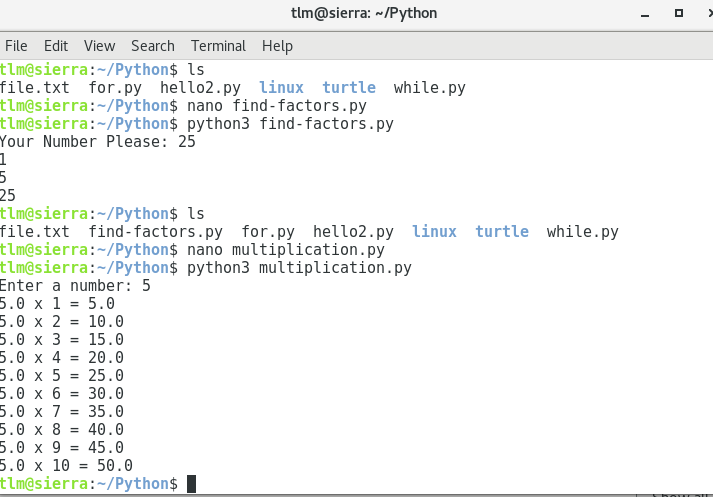 tlm@sierra: ~/Python
File Edit View Search Terminal Help
tlm@sierra:~/Python$ ls
file.txt for.py hello2.py linux turtle while.py
tlm@sierra:~/Python$ nano find-factors.py
tlm@sierra:~/Python$ python3 find-factors.py
Your Number Please: 25
1
5
25
tlm@sierra:~/Python$ ls
file.txt find-factors.py for.py hello2.py linux turtle while.py
tlm@sierra:~/Python$ nano multiplication.py
tlm@sierra:~/Python$ python3 multiplication.py
Enter a number: 5
5.0 x 1 = 5.0
5.0 x 2 = 10.0
5.0 x 3 = 15.0
5.0 x 4 = 20.0
5.0 x 5 = 25.0
5.0 x 6 = 30.0
5.0 x 7 = 35.0
5.0 x 8 = 40.0
5.0 x 9 = 45.0
5.0 x 10 = 50.0
tlm@sierra:~/Python$